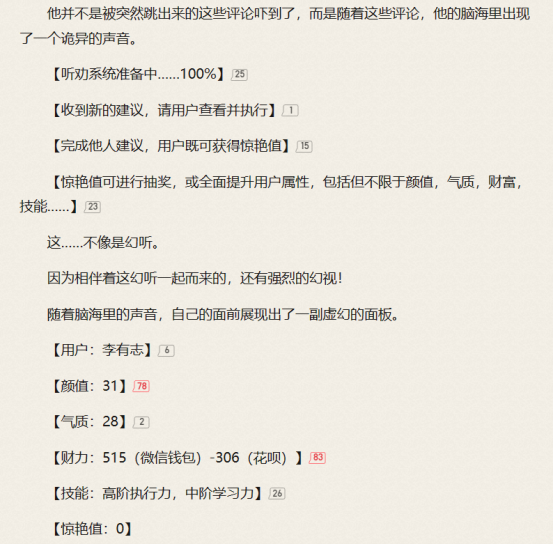 他并不是被突然跳出来的这些评论吓到了，而是随着这些评论，他的脑海里出现
了一个诡异的声音。
【听劝系统准备中……100%】 25
【收到新的建议，请用户查看并执行】 1
【完成他人建议，用户既可获得惊艳值】 15
【惊艳值可进行抽奖，或全面提升用户属性，包括但不限于颜值，气质，财富，
技能……】 23
这……不像是幻听。
因为相伴着这幻听一起而来的，还有强烈的幻视！
随着脑海里的声音，自己的面前展现出了一副虚幻的面板。
【用户：李有志】 6
【颜值：31】 78
【气质：28】 2
【财力：515（微信钱包）-306（花呗）】 83
【技能：高阶执行力，中阶学习力】 26
【惊艳值：0】